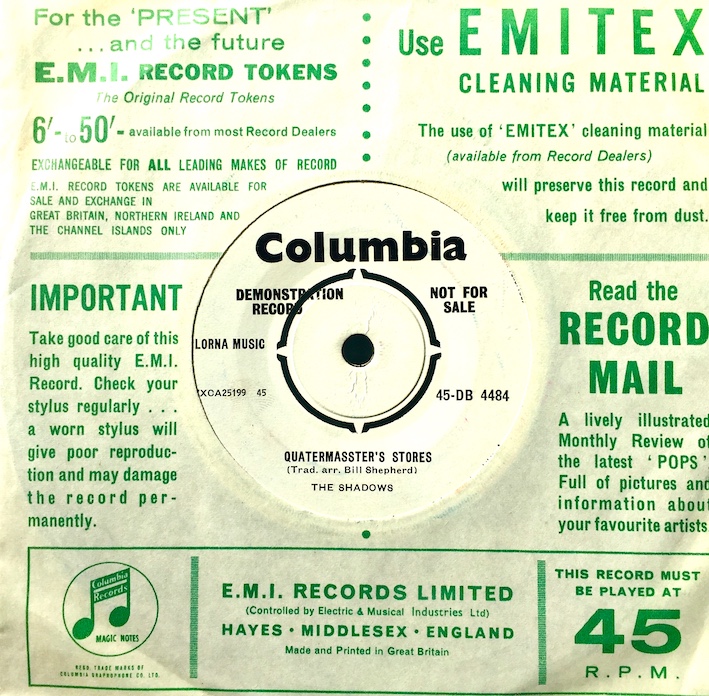 For the 'PRESENT'
...and the future
E.M.I. RECORD TOKENS
The Original Record Tokens
6'- to 50'- available from most Record Dealers
EXCHANGEABLE FOR ALL LEADING MAKES OF RECORD
E.M.I. RECORD TOKENS ARE AVAILABLE FOR
SALE AND EXCHANGE IN
GREAT BRITAIN, NORTHERN IRELAND AND
THE CHANNEL ISLANDS ONLY
Use EMITEX
CLEANING MATERIAL
The use of 'EMITEX' cleaning material
(available from Record Dealers)
will preserve this record and
keep it free from dust.
IMPORTANT
Take good care of this
high quality E.M.I.
Record. Check your
stylus regularly . . .
a worn stylus will
give poor reproduc-
tion and may damage
the record per-
manently.
Columbia
DEMONSTRATION
RECORD
NOT FOR
SALE
LORNA MUSIC
7XCA25199 45
45-DB 4484
QUATERMASSTER'S STORES
(Trad. arr. Bill Shepherd)
THE SHADOWS
Read the
RECORD
MAIL
A lively illustrated
Monthly Review of
the latest 'POPS'
Full of pictures and
information about
your favourite artists.
Columbia
Records
MAGIC NOTES
REGD. TRADE MARKS OF
COLUMBIA GRAPHOPHONE CO. LTD.
E.M.I. RECORDS LIMITED
(Controlled by Electric & Musical Industries Ltd)
HAYES • MIDDLESEX • ENGLAND
Made and Printed in Great Britain
THIS RECORD MUST
BE PLAYED AT
45
R.P.M.